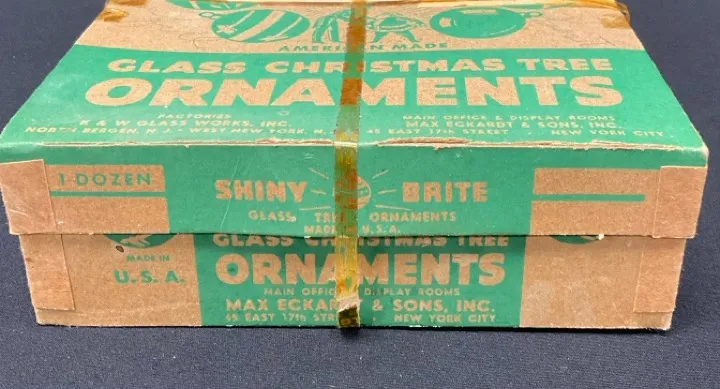 AMERICAN MADE
GLASS CHRISTMAS TREE
ORNAMENTS
FACTORIES
K & W GLASS WORKS, INC.
NORTH BERGEN, N. J. - WEST NEW YORK, N.
MAIN OFFICE & DISPLAY ROOMS
MAX ECKARDT & SONS, INC.
45 EAST 17th STREET NEW YORK CITY
1 DOZEN
SHINY BRITE
GLASS TREE ORNAMENTS
MADE IN U. S. A.
MADE IN
U. S. A.
GLASS CHRISTMAS TREE
ORNAMENTS
MAIN OFFICE & DISPLAY ROOMS
MAX ECKARDT & SONS, INC.
45 EAST 17th STREET NEW YORK CITY